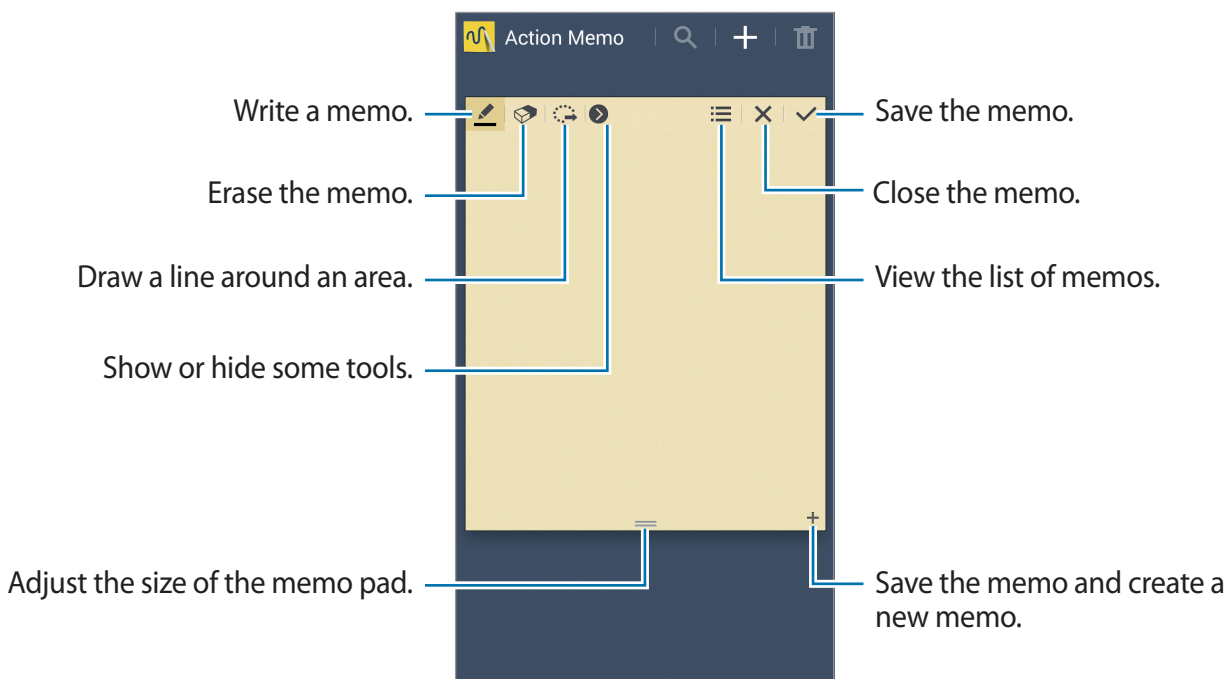 Action Memo
Write a memo.
Save the memo.
Erase the memo.
Close the memo.
Draw a line around an area.
View the list of memos.
Show or hide some tools.
Adjust the size of the memo pad.
Save the memo and create a
new memo.